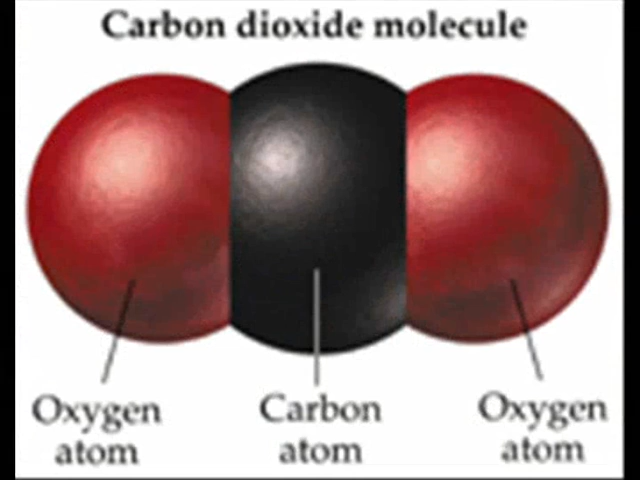 Carbon dioxide molecule
Oxygen atom
Carbon atom
Oxygen atom